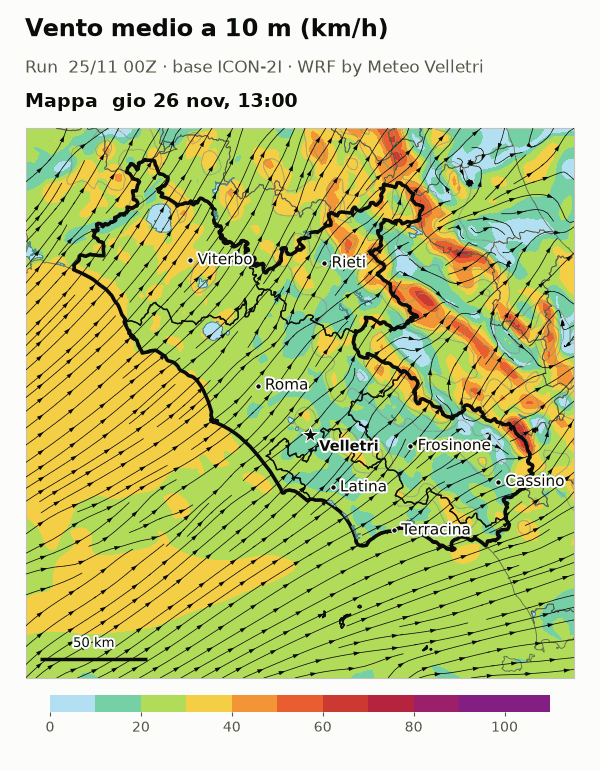 Vento medio a 10 m (km/h)
Run 25/11 00Z · base ICON-2I · WRF by Meteo Velletri
Mappa gio 26 nov, 13:00
Viterbo
Rieti
Roma
Velletri
Frosinone
Latina
Cassino
Terracina
50 km
0 20 40 60 80 100